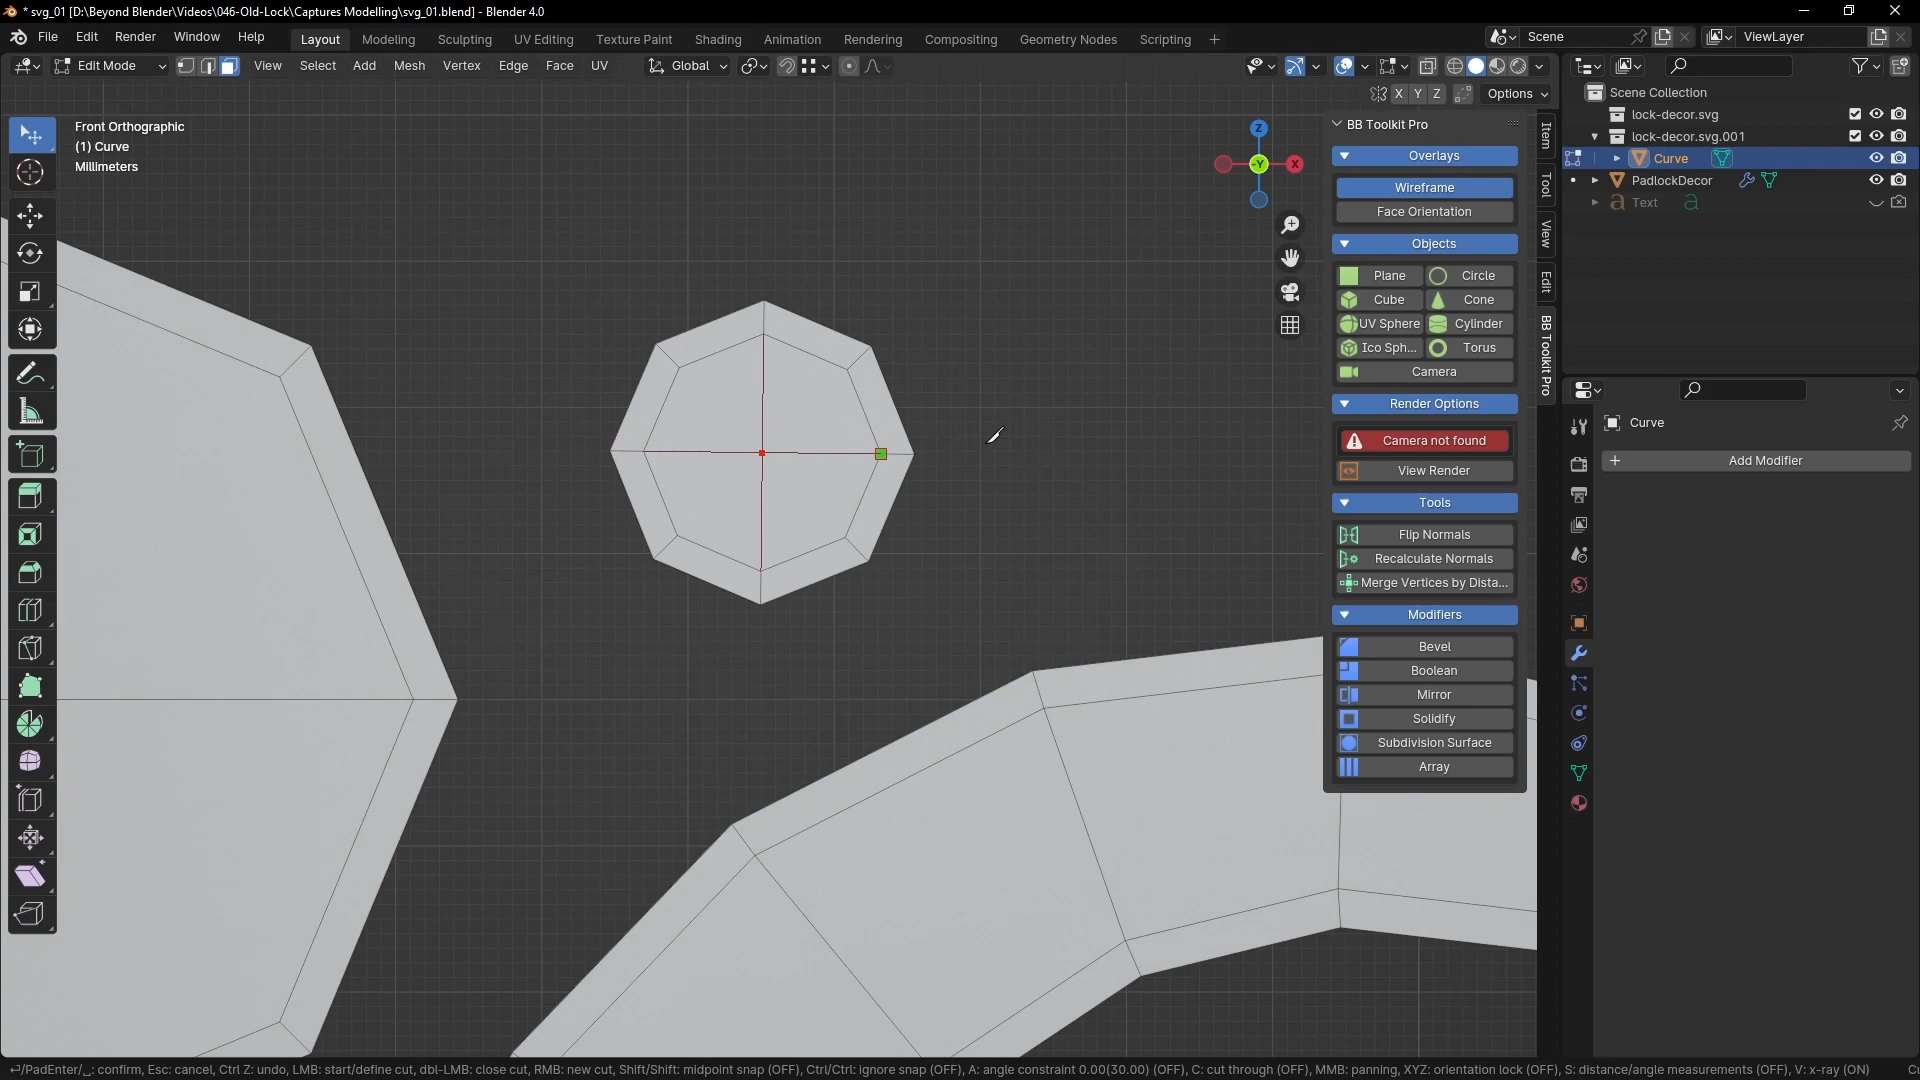 * svg_01 [D:\Beyond Blender\Videos\046-Old-Lock\Captures Modelling\svg_01.blend] - Blender 4.0
File Edit Render Window Help Layout Modeling Sculpting UV Editing Texture Paint Shading Animation Rendering Compositing Geometry Nodes Scripting + Scene ViewLayer
Edit Mode View Select Add Mesh Vertex Edge Face UV Global
X Y Z Options
Scene Collection
lock-decor.svg
lock-decor.svg.001
Curve
PadlockDecor
Text
Front Orthographic
(1) Curve
Millimeters
Z
-Y
X
BB Toolkit Pro
Overlays
Wireframe
Face Orientation
Objects
Plane Circle
Cube Cone
UV Sphere Cylinder
Ico Sph... Torus
Camera
Render Options
Camera not found
View Render
Tools
Flip Normals
Recalculate Normals
Merge Vertices by Dista...
Modifiers
Bevel
Boolean
Mirror
Solidify
Subdivision Surface
Array
Item
Tool
View
Edit
BB Toolkit Pro
Curve
+ Add Modifier
⏎/PadEnter/␣: confirm, Esc: cancel, Ctrl Z: undo, LMB: start/define cut, dbl-LMB: close cut, RMB: new cut, Shift/Shift: midpoint snap (OFF), Ctrl/Ctrl: ignore snap (OFF), A: angle constraint 0.00(30.00) (OFF), C: cut through (OFF), MMB: panning, XYZ: orientation lock (OFF), S: distance/angle measurements (OFF), V: x-ray (ON)